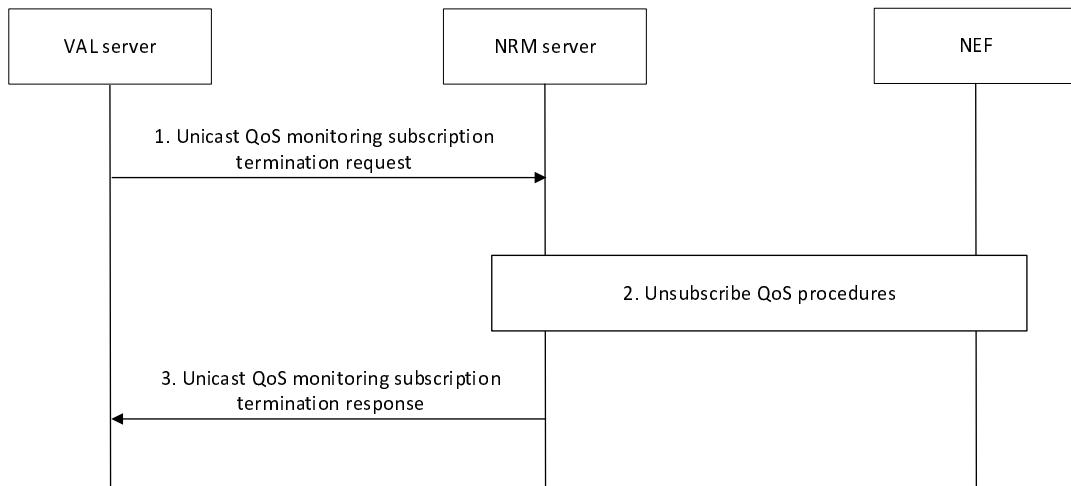 VAL server
NRM server
NEF
1. Unicast QoS monitoring subscription
termination request
2. Unsubscribe QoS procedures
3. Unicast QoS monitoring subscription
termination response